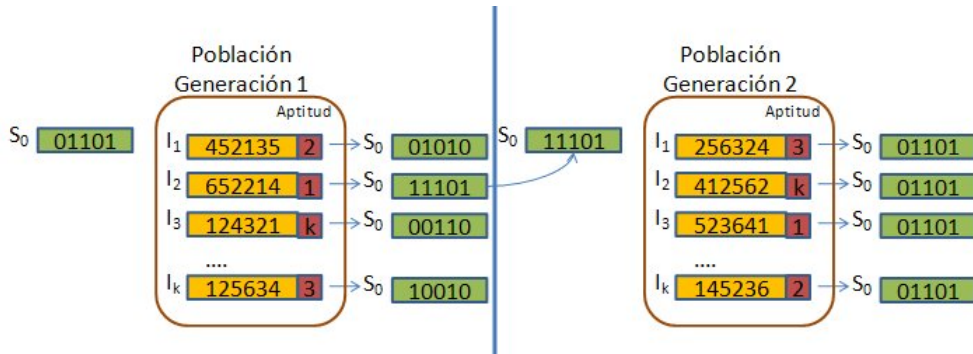 Población
Generación 1
Aptitud
S0 01101
I1 452135 2 S0 01010
I2 652214 1 S0 11101
I3 124321 k S0 00110
....
Ik 125634 3 S0 10010
Población
Generación 2
Aptitud
S0 11101
I1 256324 3 S0 01101
I2 412562 k S0 01101
I3 523641 1 S0 01101
....
Ik 145236 2 S0 01101